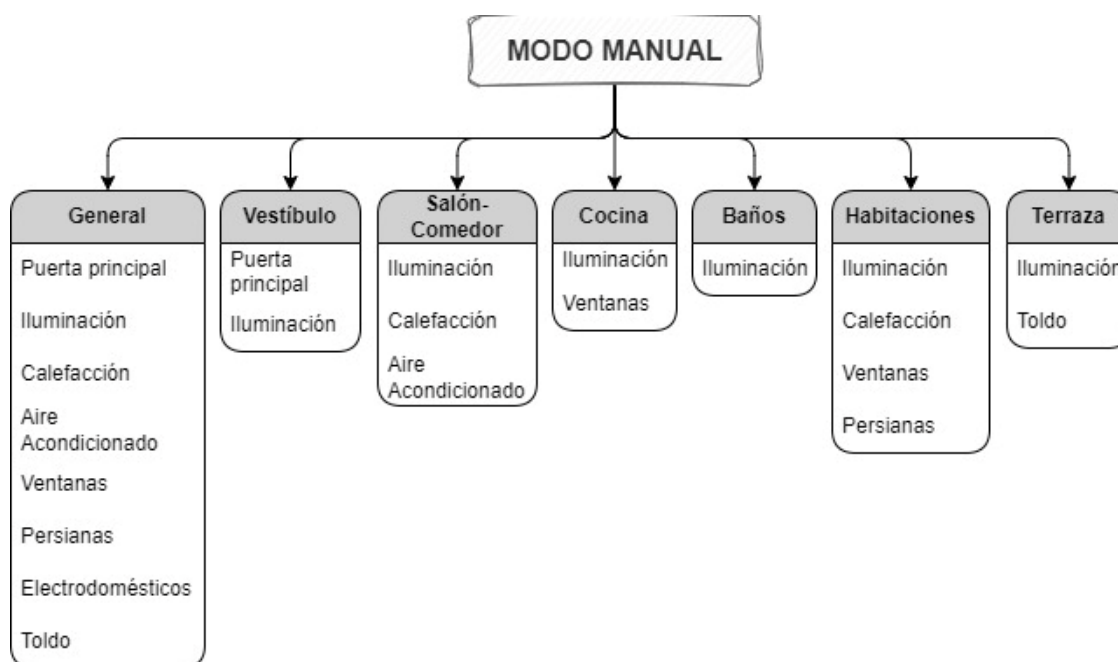 MODO MANUAL
General
Puerta principal
Iluminación
Calefacción
Aire
Acondicionado
Ventanas
Persianas
Electrodomésticos
Toldo
Vestíbulo
Puerta
principal
Iluminación
Salón-
Comedor
Iluminación
Calefacción
Aire
Acondicionado
Cocina
Iluminación
Ventanas
Baños
Iluminación
Habitaciones
Iluminación
Calefacción
Ventanas
Persianas
Terraza
Iluminación
Toldo